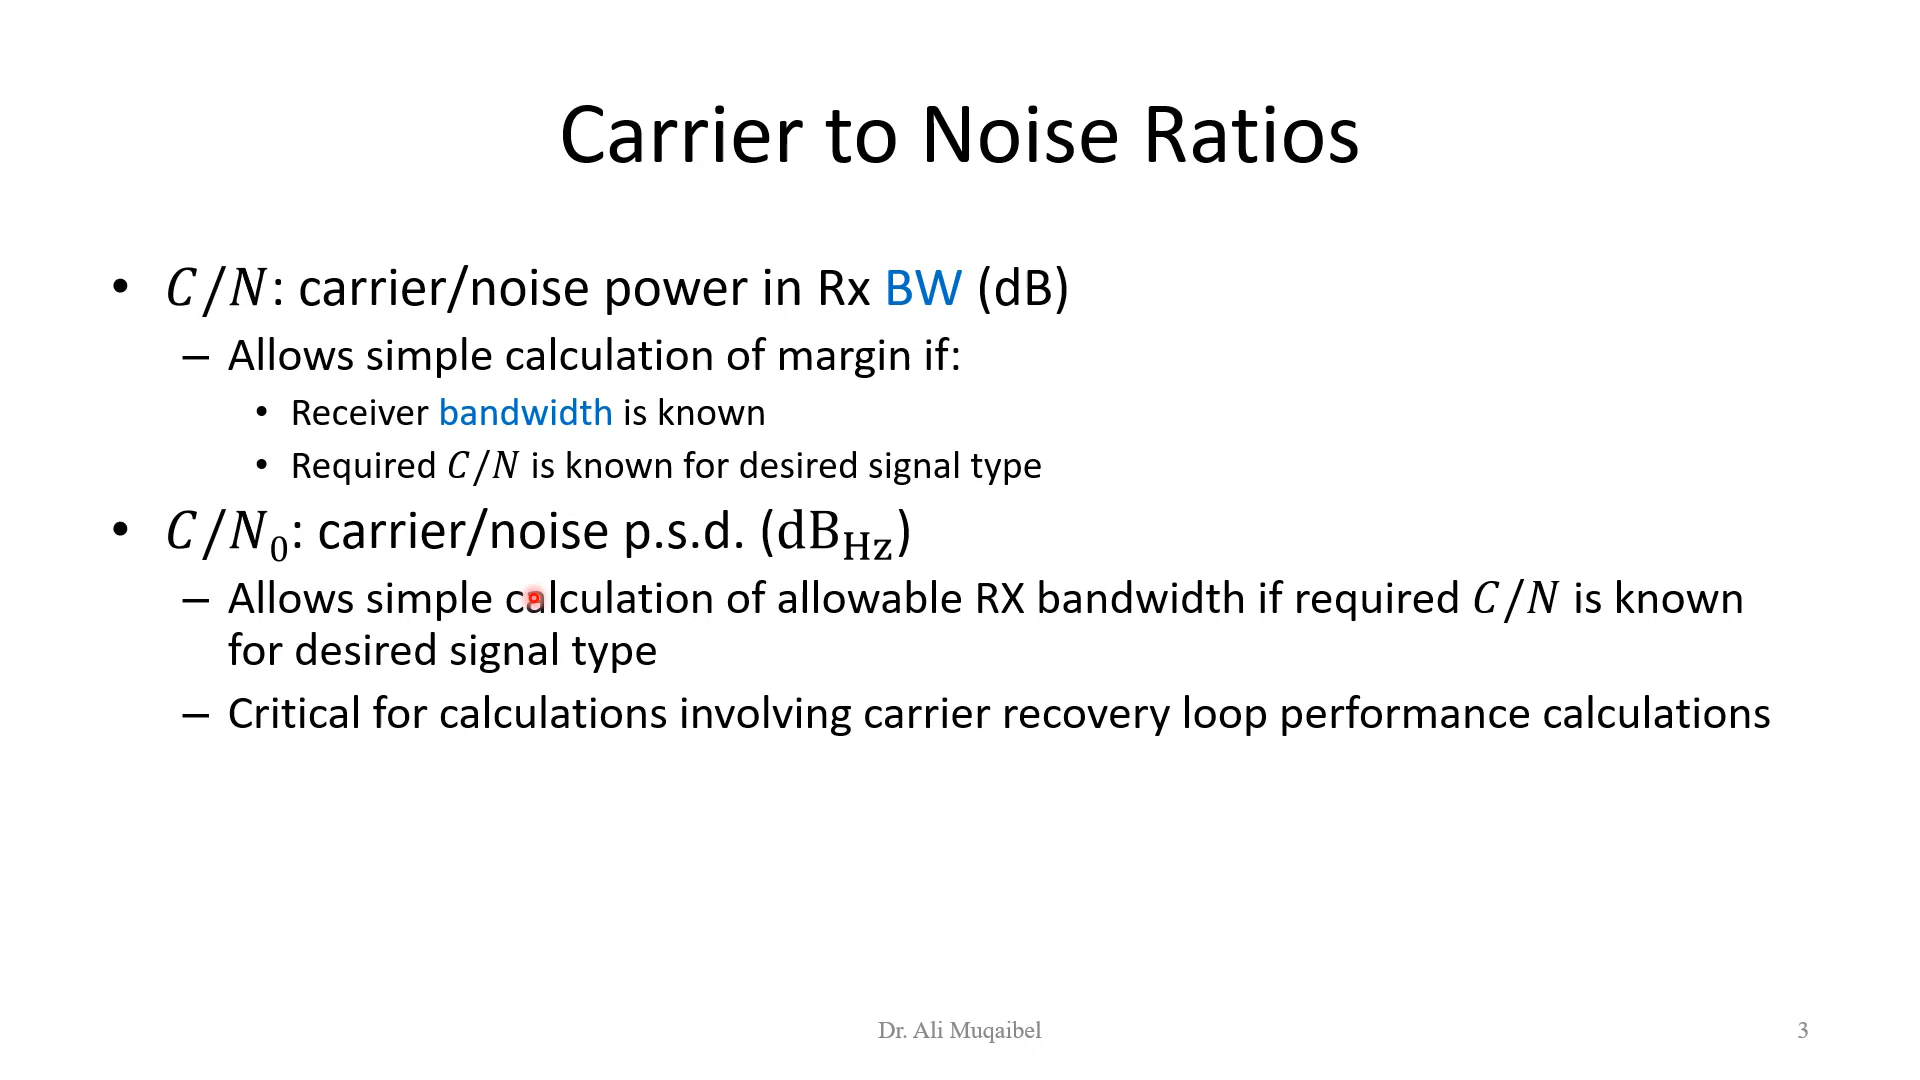 Carrier to Noise Ratios
• C/N: carrier/noise power in Rx BW (dB)
– Allows simple calculation of margin if:
• Receiver bandwidth is known
• Required C/N is known for desired signal type
• C/N₀: carrier/noise p.s.d. (dB_Hz)
– Allows simple calculation of allowable RX bandwidth if required C/N is known
for desired signal type
– Critical for calculations involving carrier recovery loop performance calculations
Dr. Ali Muqaibel
3